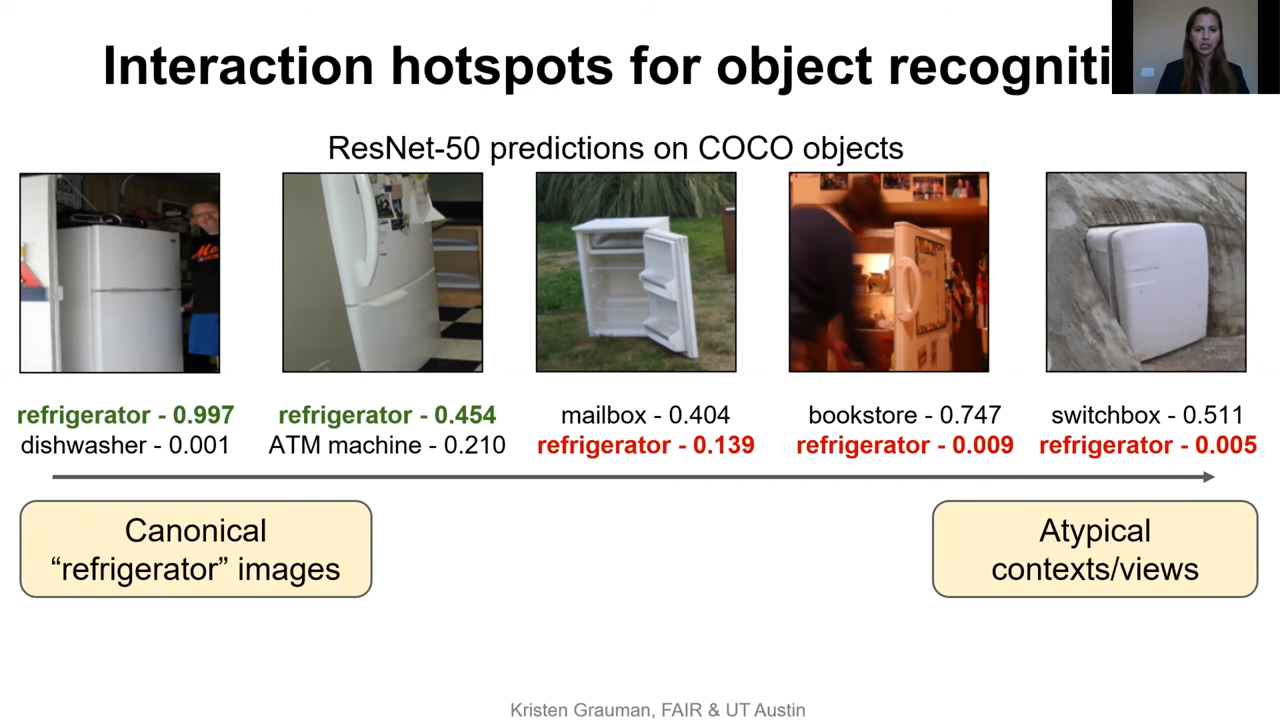 Interaction hotspots for object recogniti
ResNet-50 predictions on COCO objects
refrigerator - 0.997
dishwasher - 0.001
refrigerator - 0.454
ATM machine - 0.210
mailbox - 0.404
refrigerator - 0.139
bookstore - 0.747
refrigerator - 0.009
switchbox - 0.511
refrigerator - 0.005
Canonical
“refrigerator” images
Atypical
contexts/views
Kristen Grauman, FAIR & UT Austin